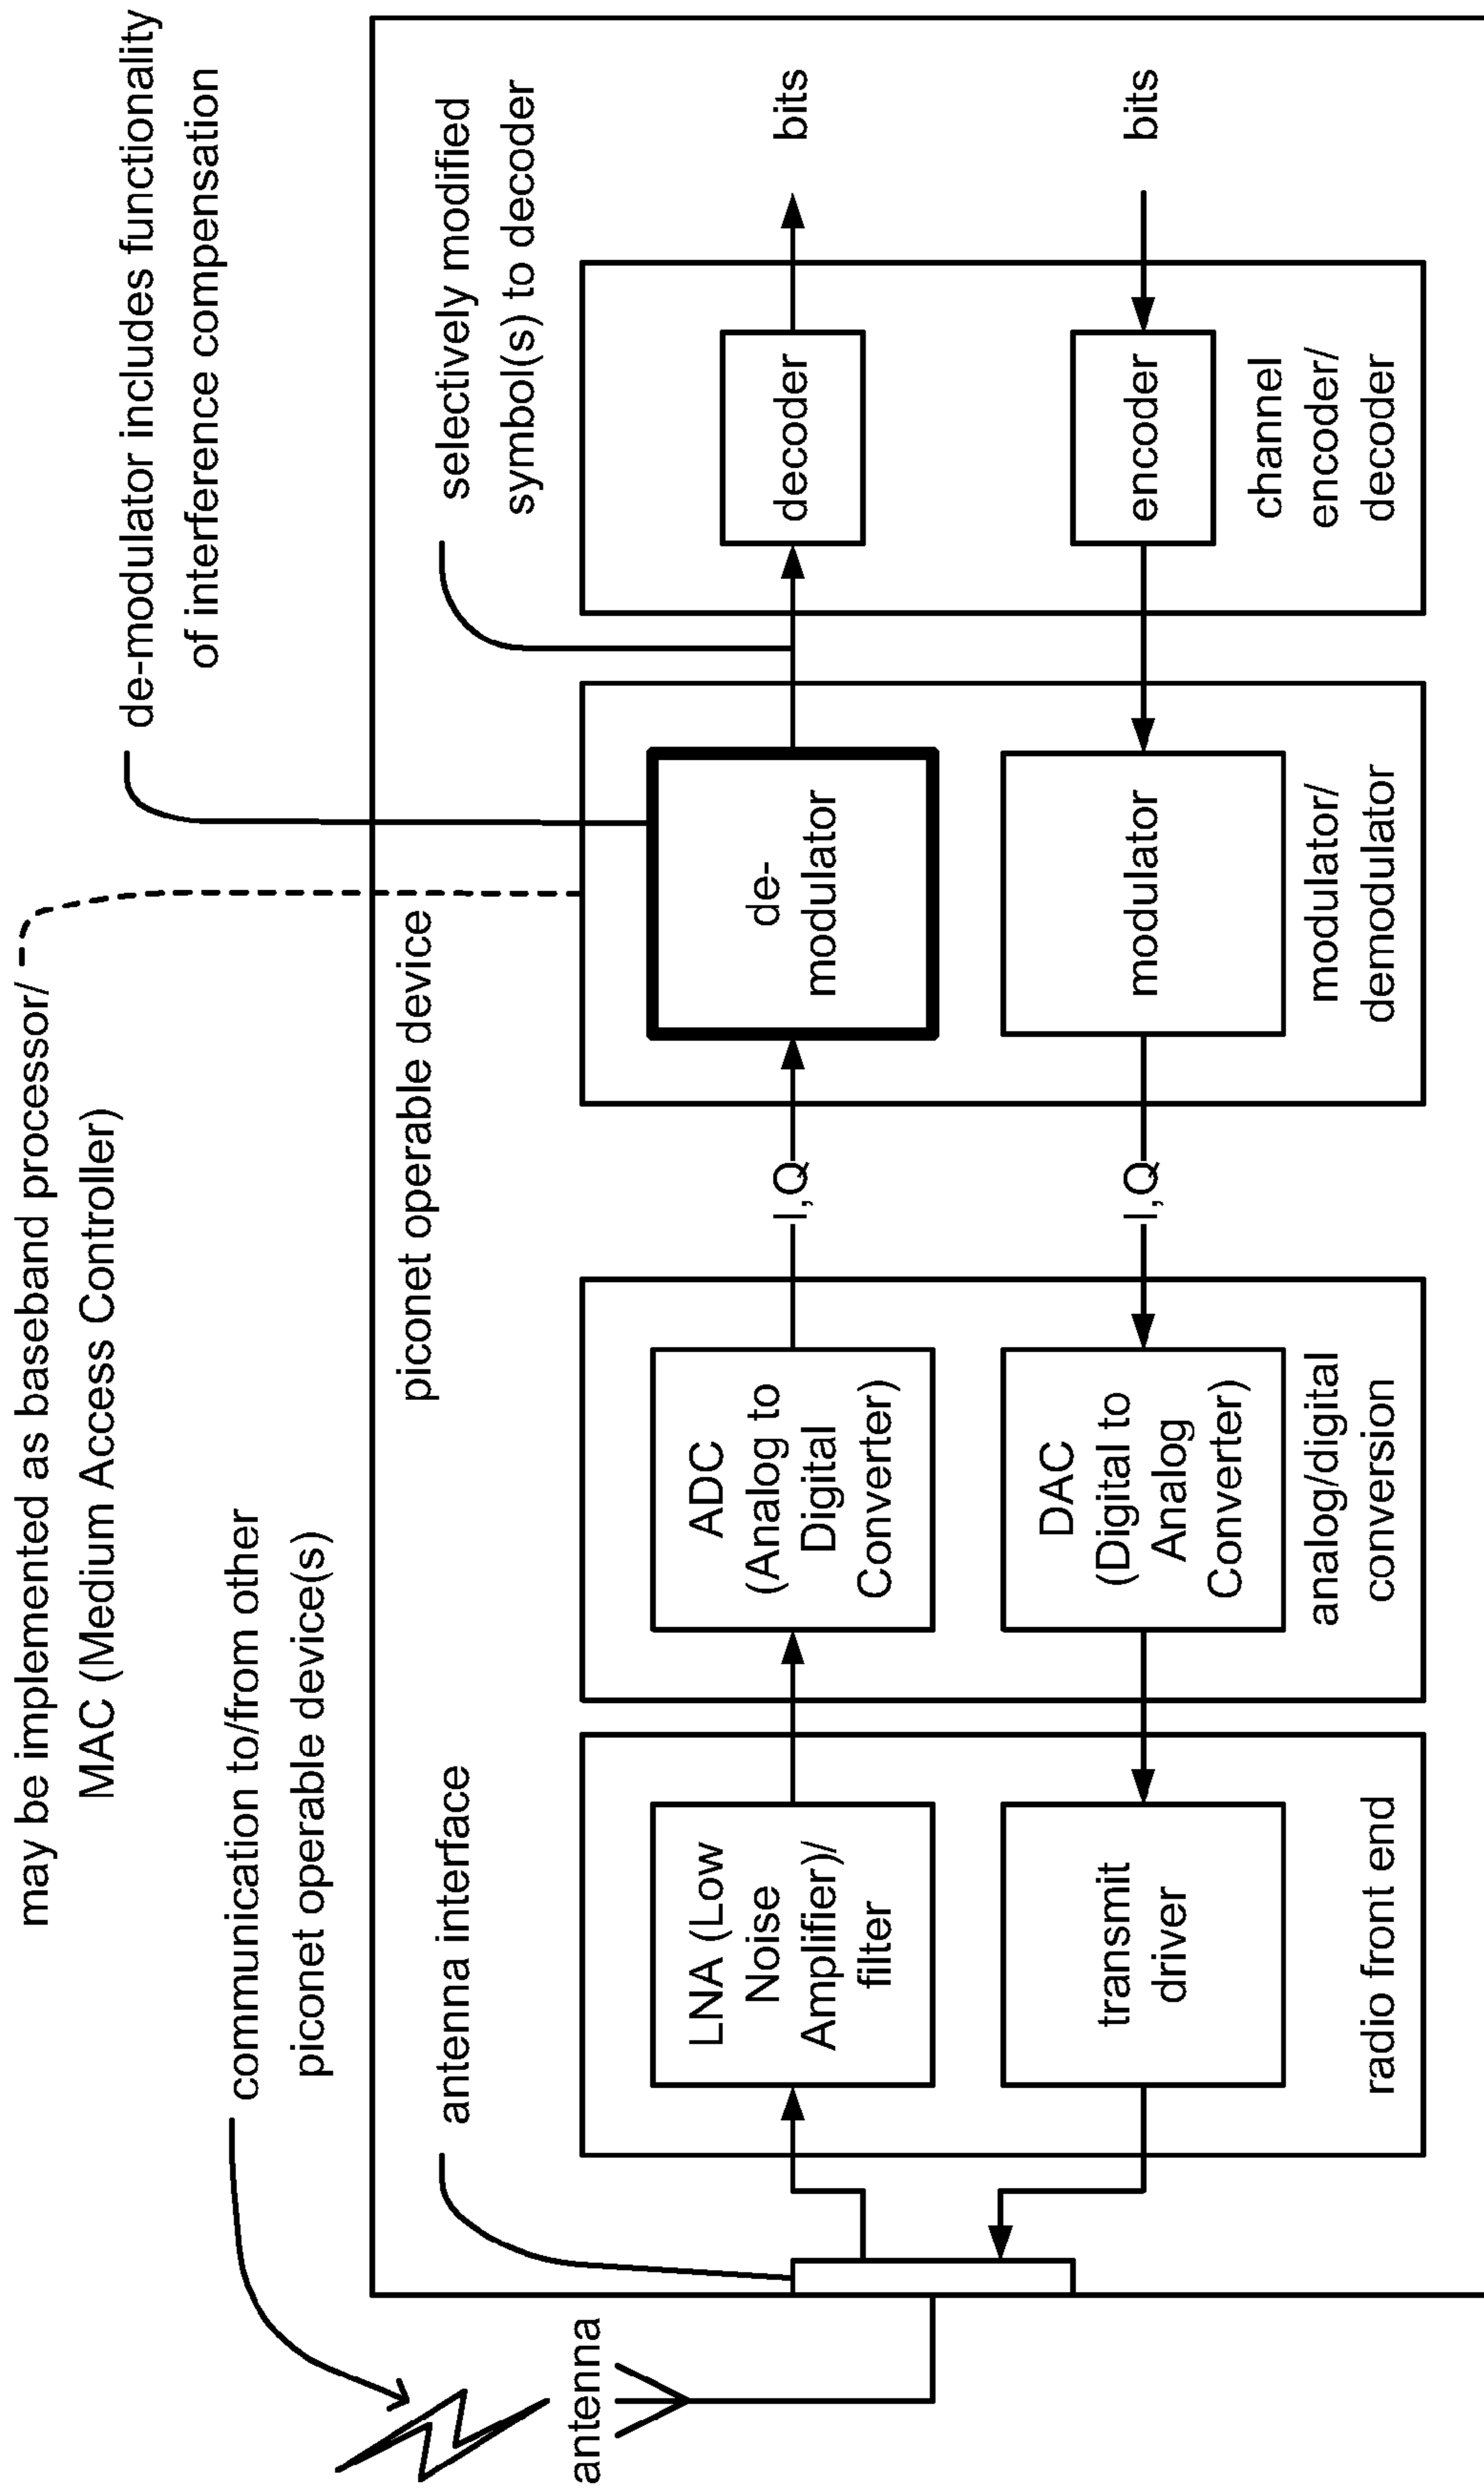 may be implemented as baseband processor/
MAC (Medium Access Controller)
de-modulator includes functionality
of interference compensation
communication to/from other
piconet operable device(s)
piconet operable device
antenna interface
selectively modified
symbol(s) to decoder
antenna
LNA (Low
Noise
Amplifier)/
filter
ADC
(Analog to
Digital
Converter)
I,Q
de-
modulator
decoder
bits
transmit
driver
DAC
(Digital to
Analog
Converter)
I,Q
modulator
encoder
bits
radio front end
analog/digital
conversion
modulator/
demodulator
channel
encoder/
decoder